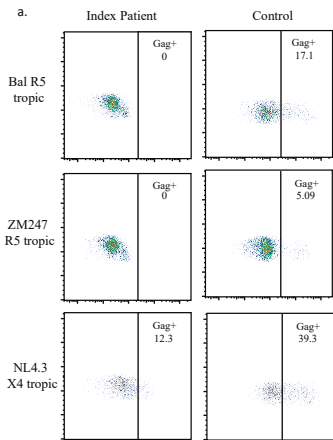 a.
Index Patient
Control
Bal R5
tropic
Gag+
0
Gag+
17.1
ZM247
R5 tropic
Gag+
0
Gag+
5.09
NL4.3
X4 tropic
Gag+
12.3
Gag+
39.3